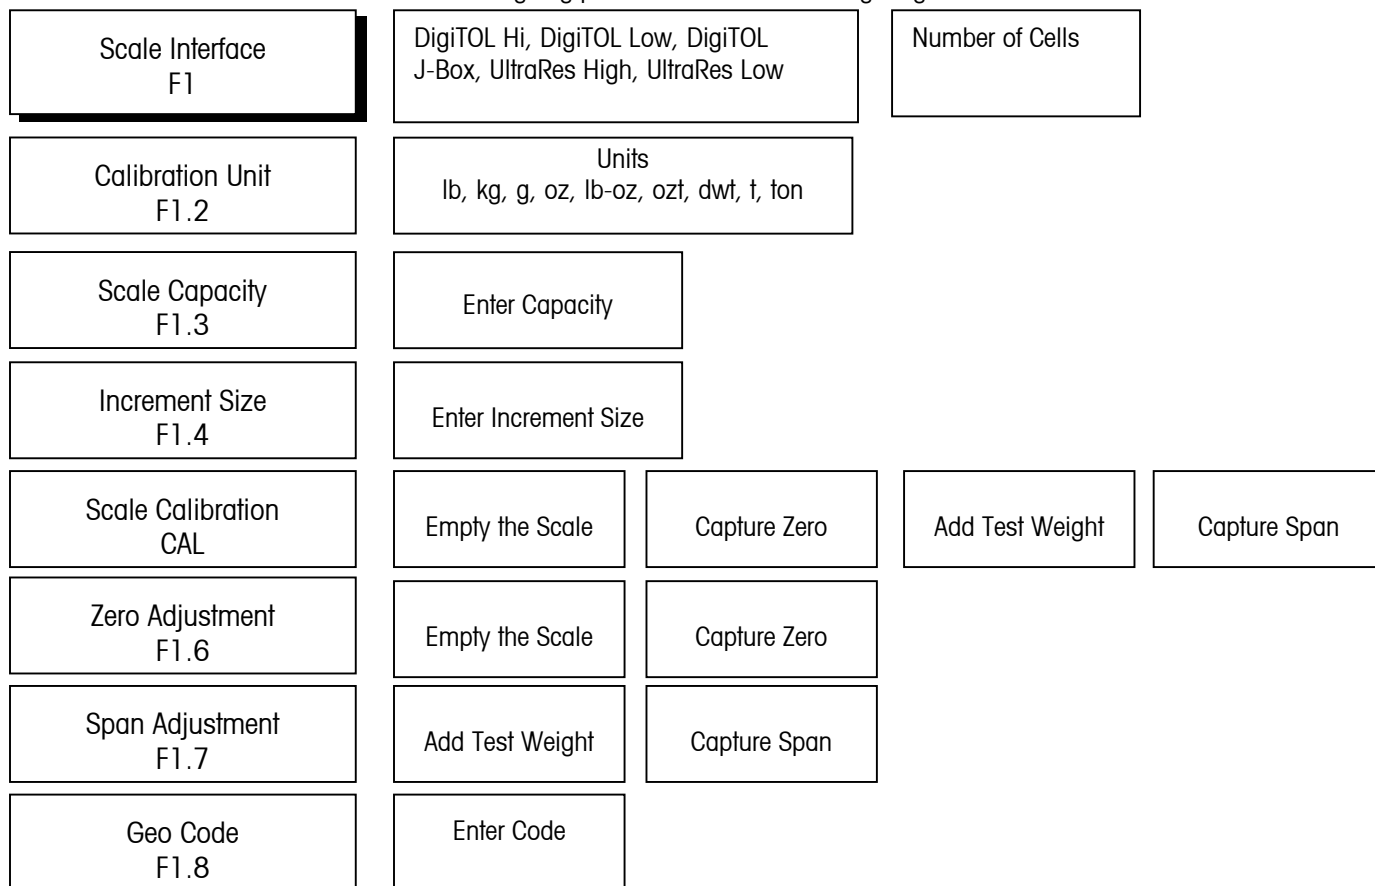 Scale Interface
F1
DigiTOL Hi, DigiTOL Low, DigiTOL
J-Box, UltraRes High, UltraRes Low
Number of Cells
Calibration Unit
F1.2
Units
lb, kg, g, oz, lb-oz, ozt, dwt, t, ton
Scale Capacity
F1.3
Enter Capacity
Increment Size
F1.4
Enter Increment Size
Scale Calibration
CAL
Empty the Scale
Capture Zero
Add Test Weight
Capture Span
Zero Adjustment
F1.6
Empty the Scale
Capture Zero
Span Adjustment
F1.7
Add Test Weight
Capture Span
Geo Code
F1.8
Enter Code